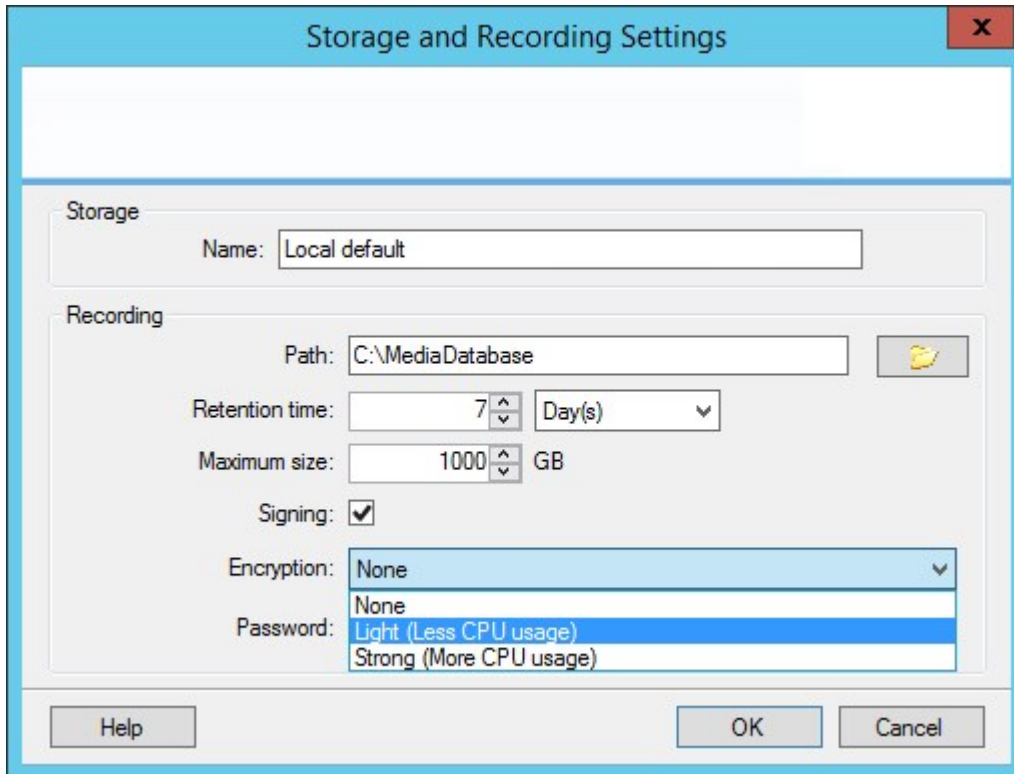 Storage and Recording Settings
x
Storage
Name: Local default
Recording
Path: C:\MediaDatabase
Retention time: 7 Day(s)
Maximum size: 1000 GB
Signing:
Encryption: None
None
Password: Light (Less CPU usage)
Strong (More CPU usage)
Help OK Cancel